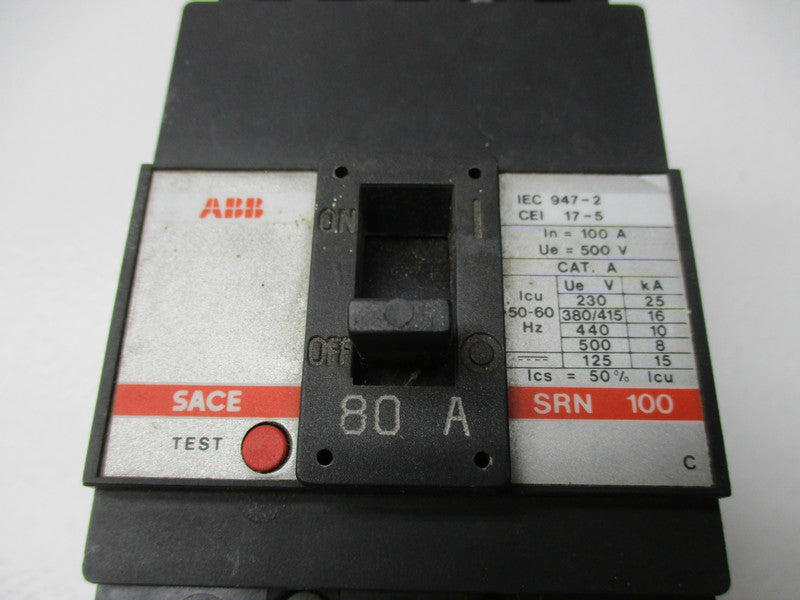 ABB
SACE
TEST
ON I
OFF O
80 A
IEC 947-2
CEI 17-5
In = 100 A
Ue = 500 V
CAT. A
Ue V kA
Icu
50-60
Hz
230 25
380/415 16
440 10
500 8
125 15
Ics = 50% Icu
SRN 100
C